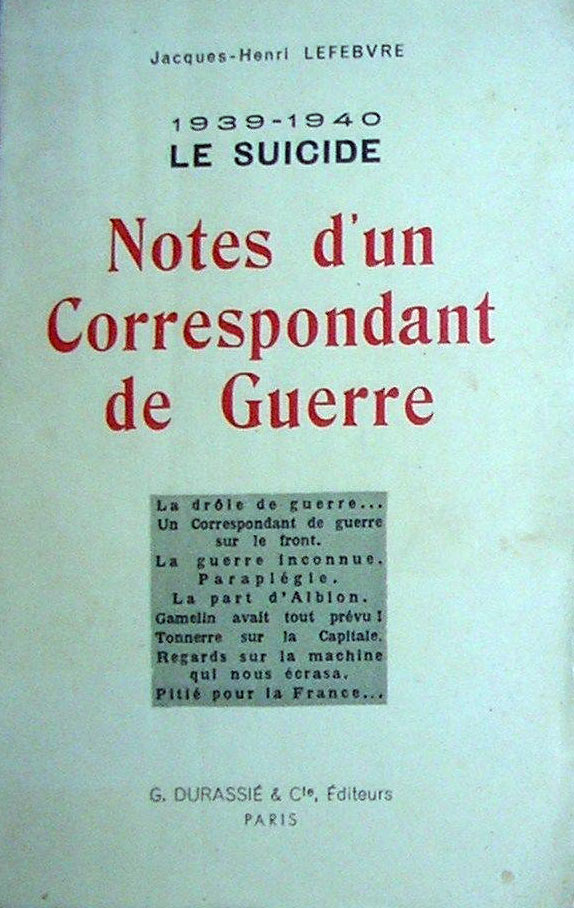 Jacques-Henri LEFEBVRE
1939-1940
LE SUICIDE
Notes d'un
Correspondant
de Guerre
La drôle de guerre...
Un Correspondant de guerre
sur le front.
La guerre inconnue.
Paraplégie.
La part d'Albion.
Gamelin avait tout prévu !
Tonnerre sur la Capitale.
Regards sur la machine
qui nous écrasa.
Pitié pour la France...
G. DURASSIÉ & Cie, Éditeurs
PARIS